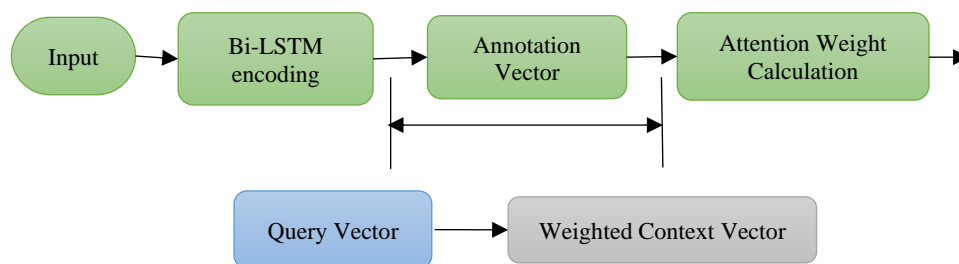 Input
Bi-LSTM
encoding
Annotation
Vector
Attention Weight
Calculation
Query Vector
Weighted Context Vector